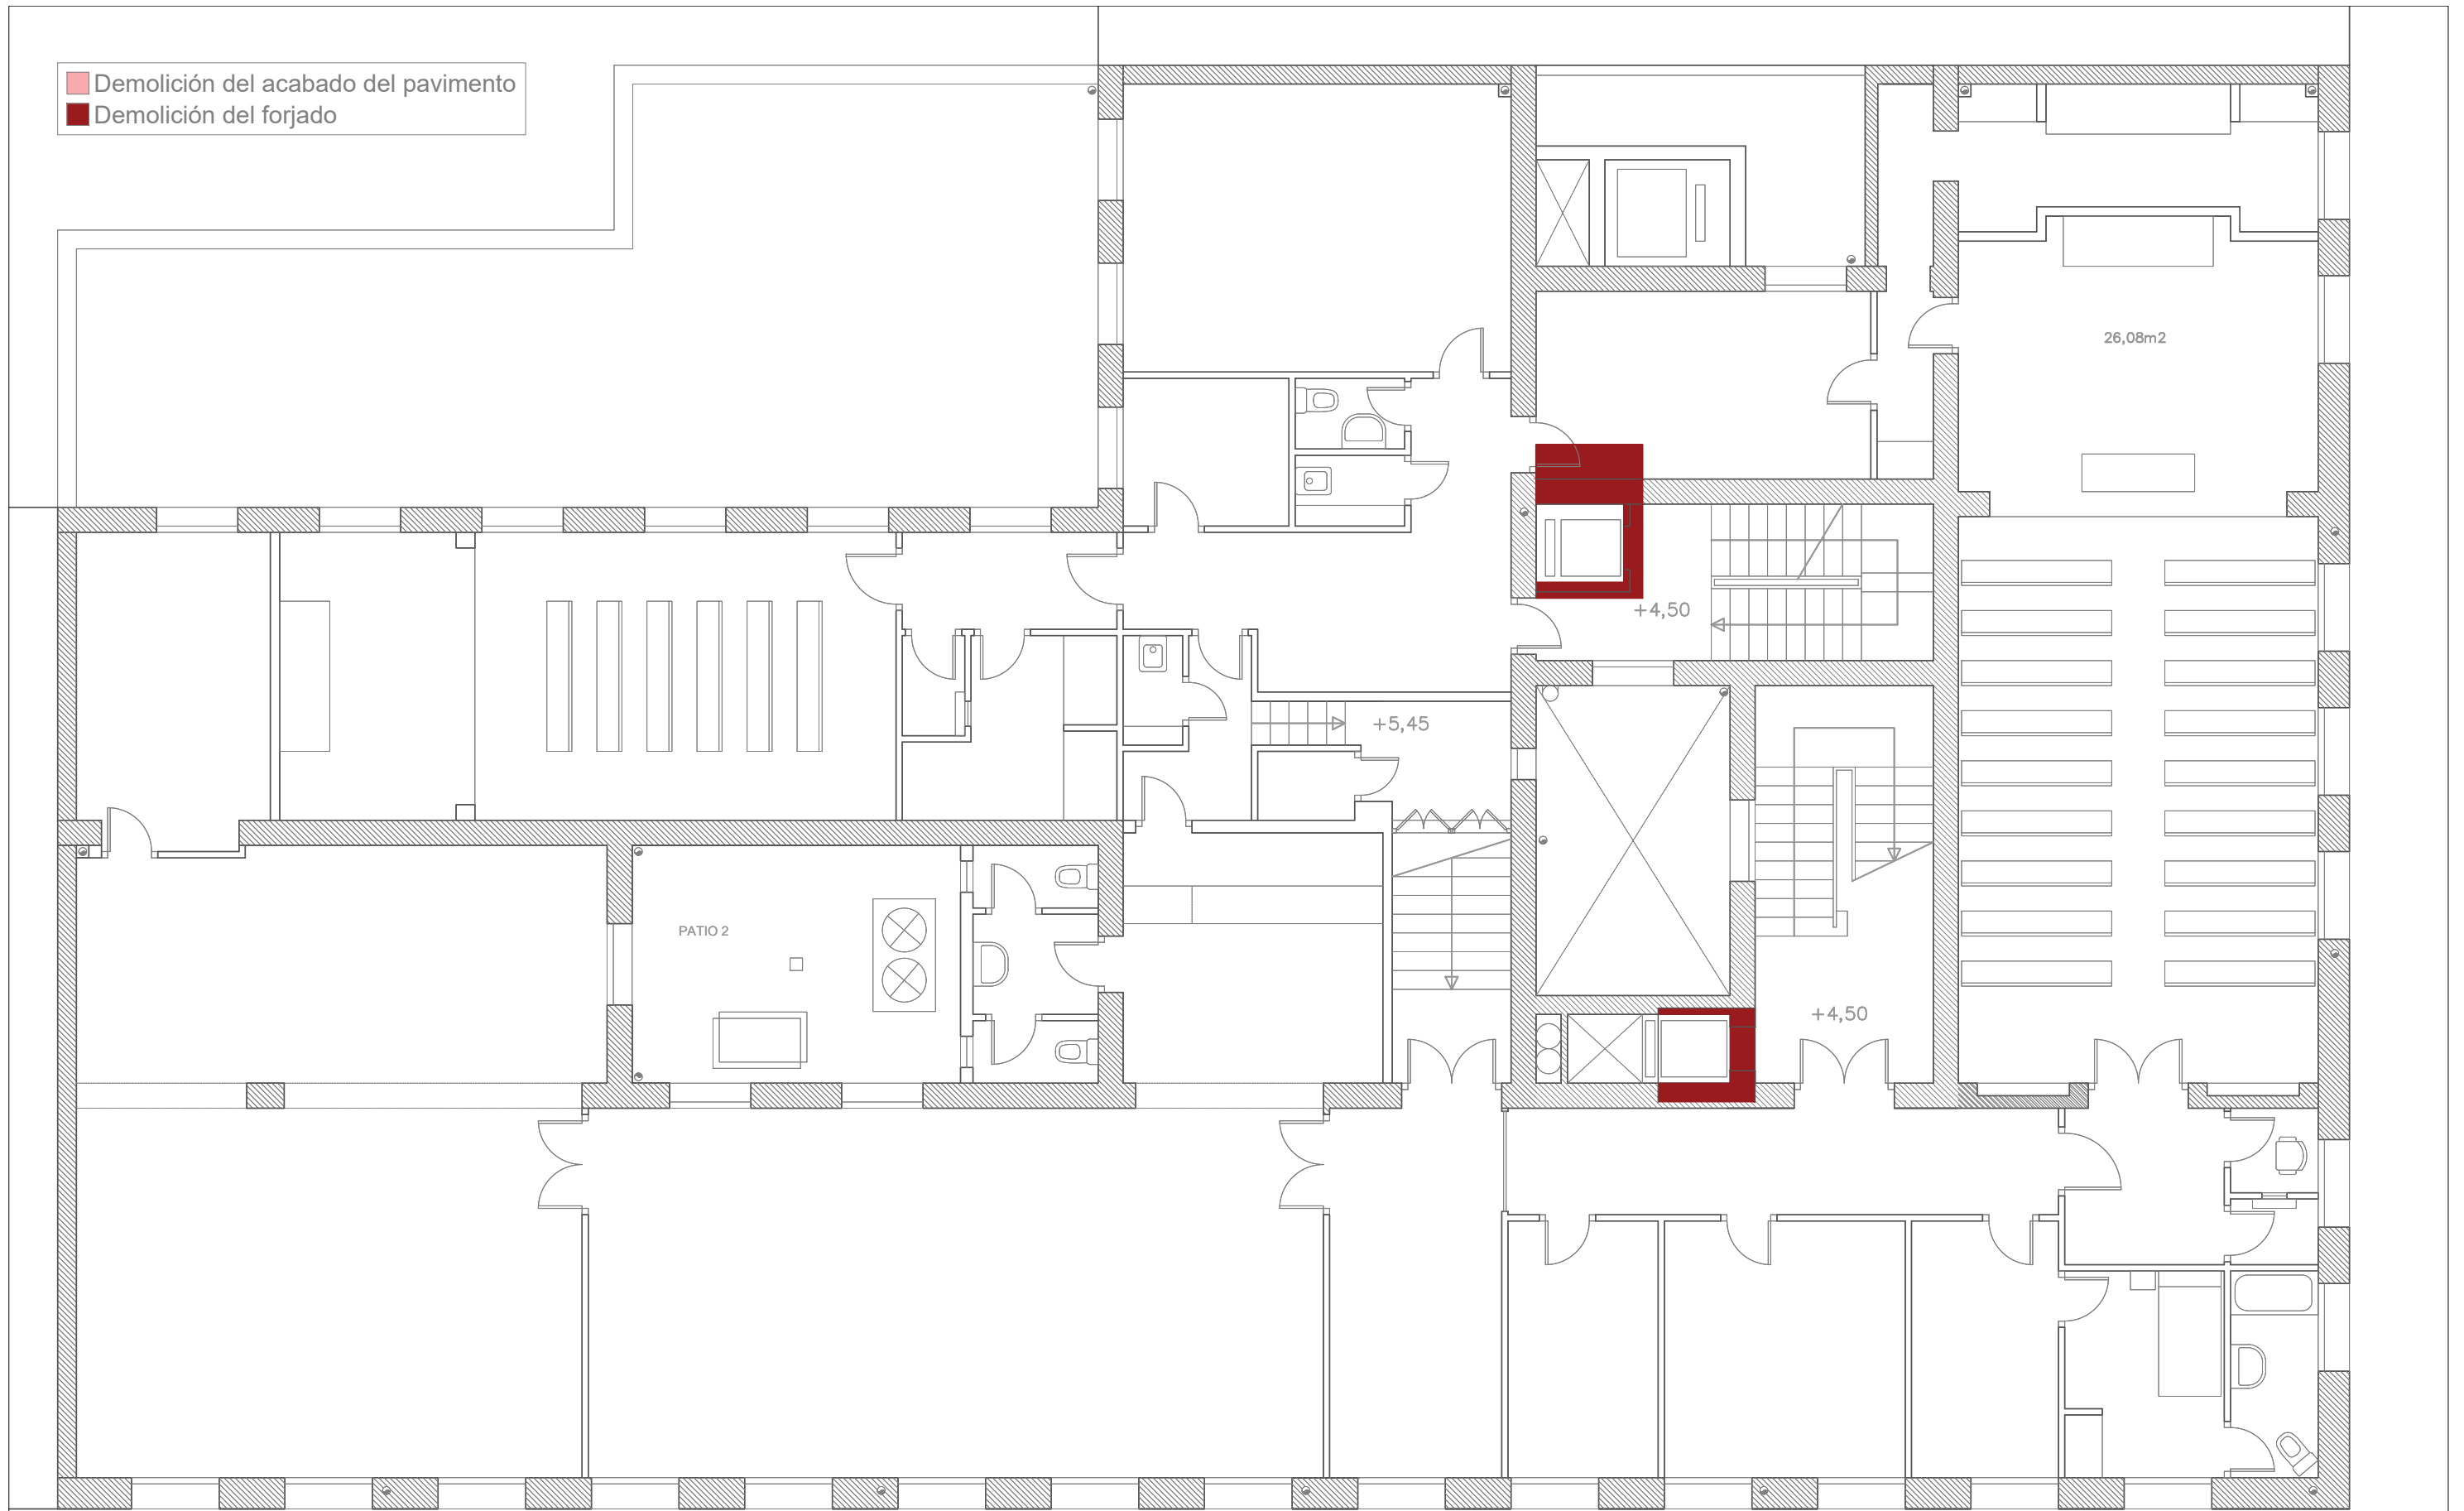 Demolición del acabado del pavimento
Demolición del forjado
26,08m2
+4,50
+5,45
PATIO 2
+4,50